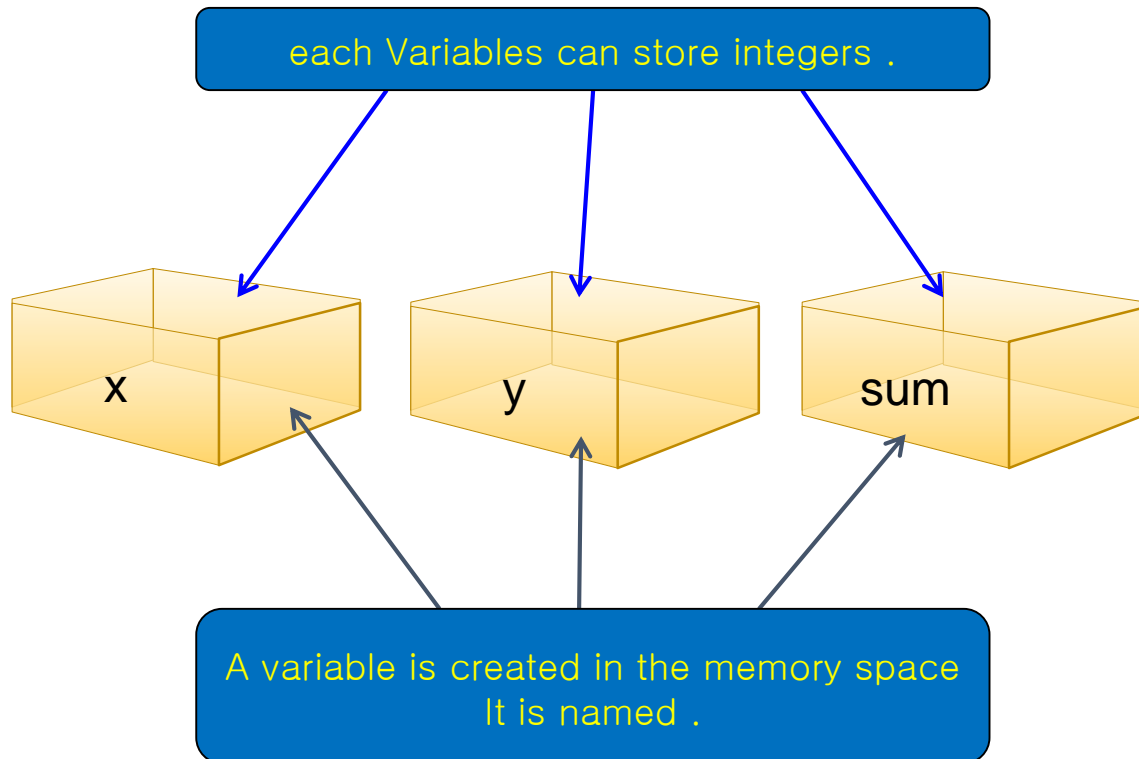 each Variables can store integers .
x
y
sum
A variable is created in the memory space
It is named .